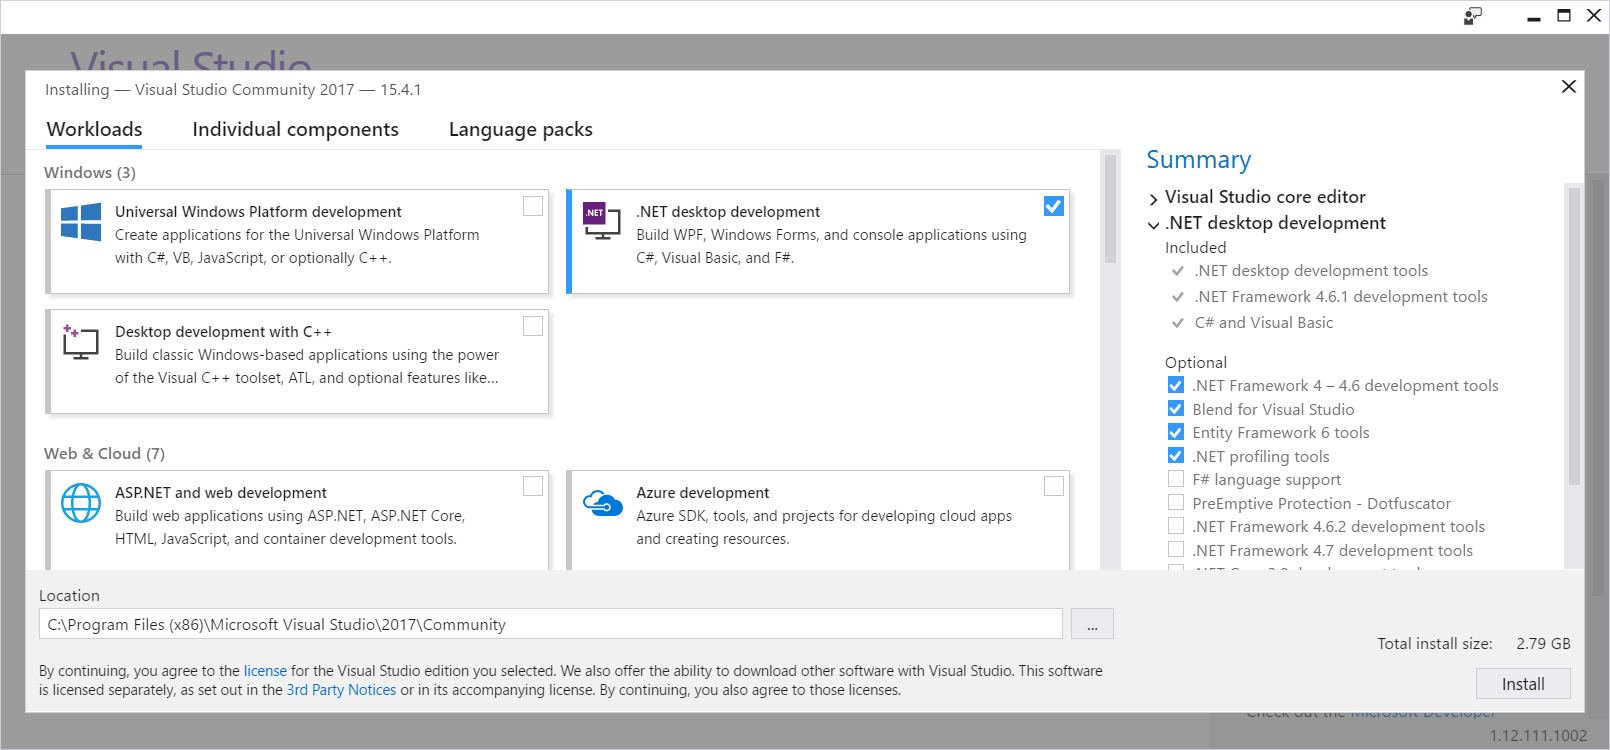 Visual Studio
Installing — Visual Studio Community 2017 — 15.4.1
Workloads
Individual components
Language packs
Windows (3)
Universal Windows Platform development
Create applications for the Universal Windows Platform
with C#, VB, JavaScript, or optionally C++.
.NET
.NET desktop development
Build WPF, Windows Forms, and console applications using
C#, Visual Basic, and F#.
Desktop development with C++
Build classic Windows-based applications using the power
of the Visual C++ toolset, ATL, and optional features like...
Web & Cloud (7)
ASP.NET and web development
Build web applications using ASP.NET, ASP.NET Core,
HTML, JavaScript, and container development tools.
Azure development
Azure SDK, tools, and projects for developing cloud apps
and creating resources.
Summary
Visual Studio core editor
.NET desktop development
Included
.NET desktop development tools
.NET Framework 4.6.1 development tools
C# and Visual Basic
Optional
.NET Framework 4 – 4.6 development tools
Blend for Visual Studio
Entity Framework 6 tools
.NET profiling tools
F# language support
PreEmptive Protection - Dotfuscator
.NET Framework 4.6.2 development tools
.NET Framework 4.7 development tools
Location
C:\Program Files (x86)\Microsoft Visual Studio\2017\Community
...
By continuing, you agree to the license for the Visual Studio edition you selected. We also offer the ability to download other software with Visual Studio. This software
is licensed separately, as set out in the 3rd Party Notices or in its accompanying license. By continuing, you also agree to those licenses.
Total install size: 2.79 GB
Install
Check out the Microsoft Developer
1.12.111.1002